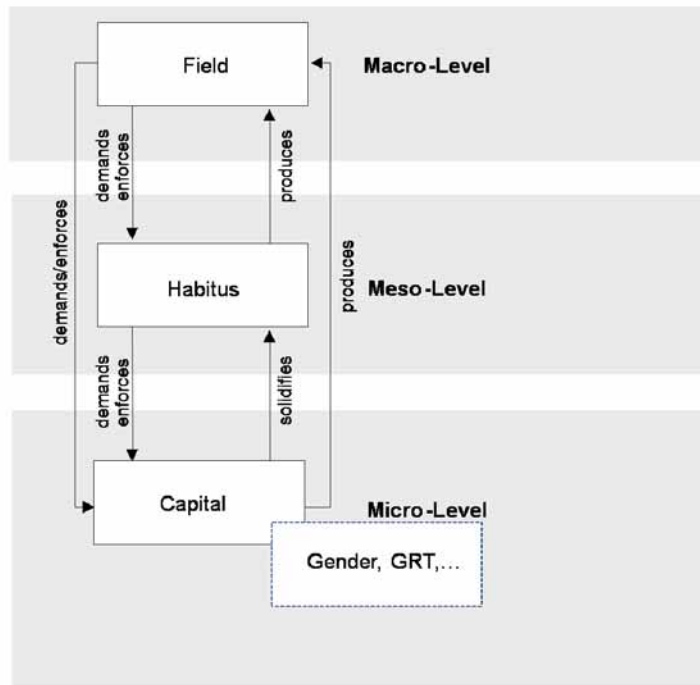 Field
Macro-Level
demands
enforces
produces
demands/enforces
produces
Habitus
Meso-Level
demands
enforces
solidifies
Capital
Micro-Level
Gender, GRT,...